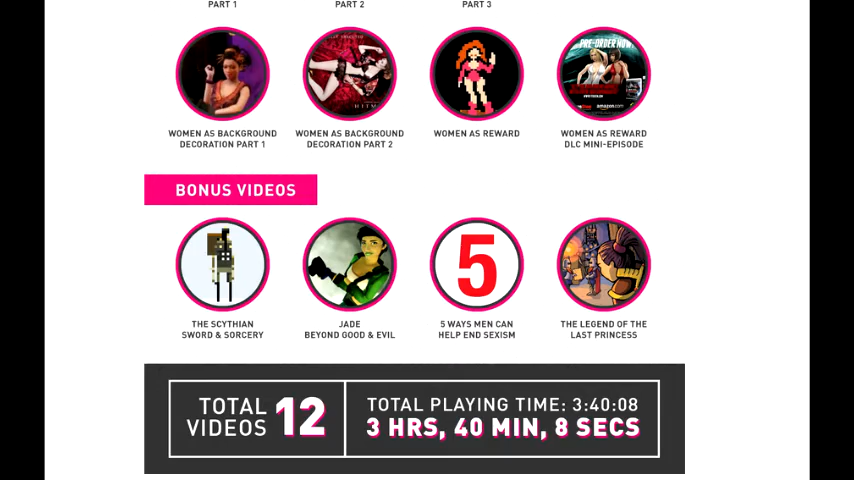 PART 1
PART 2
PART 3
HITM
PRE-ORDER NOW!
amazon.com
WOMEN AS BACKGROUND
DECORATION PART 1
WOMEN AS BACKGROUND
DECORATION PART 2
WOMEN AS REWARD
WOMEN AS REWARD
DLC MINI-EPISODE
BONUS VIDEOS
5
THE SCYTHIAN
SWORD & SORCERY
JADE
BEYOND GOOD & EVIL
5 WAYS MEN CAN
HELP END SEXISM
THE LEGEND OF THE
LAST PRINCESS
TOTAL
VIDEOS
12
TOTAL PLAYING TIME: 3:40:08
3 HRS, 40 MIN, 8 SECS